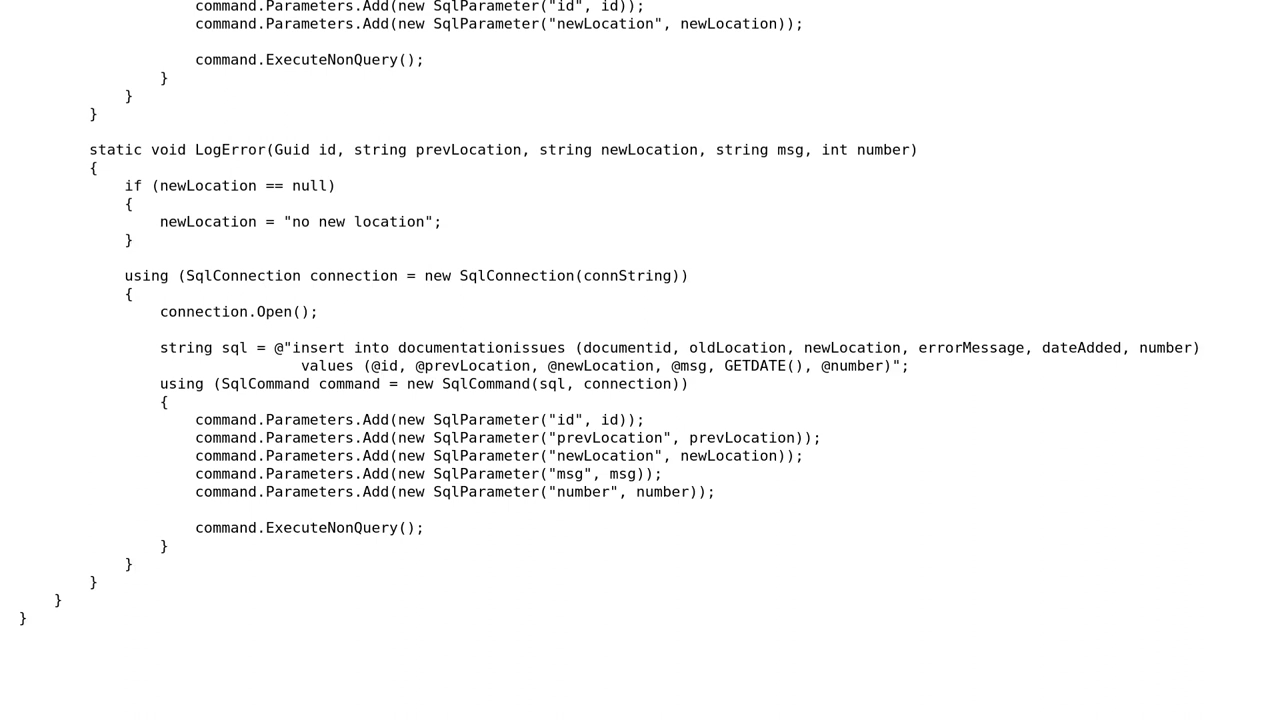 command.Parameters.Add(new SqlParameter("id", id));
                    command.Parameters.Add(new SqlParameter("newLocation", newLocation));

                    command.ExecuteNonQuery();
                }
            }
        }

        static void LogError(Guid id, string prevLocation, string newLocation, string msg, int number)
        {
            if (newLocation == null)
            {
                newLocation = "no new location";
            }

            using (SqlConnection connection = new SqlConnection(connString))
            {
                connection.Open();

                string sql = @"insert into documentationissues (documentid, oldLocation, newLocation, errorMessage, dateAdded, number)
                                values (@id, @prevLocation, @newLocation, @msg, GETDATE(), @number)";
                using (SqlCommand command = new SqlCommand(sql, connection))
                {
                    command.Parameters.Add(new SqlParameter("id", id));
                    command.Parameters.Add(new SqlParameter("prevLocation", prevLocation));
                    command.Parameters.Add(new SqlParameter("newLocation", newLocation));
                    command.Parameters.Add(new SqlParameter("msg", msg));
                    command.Parameters.Add(new SqlParameter("number", number));

                    command.ExecuteNonQuery();
                }
            }
        }
    }
}